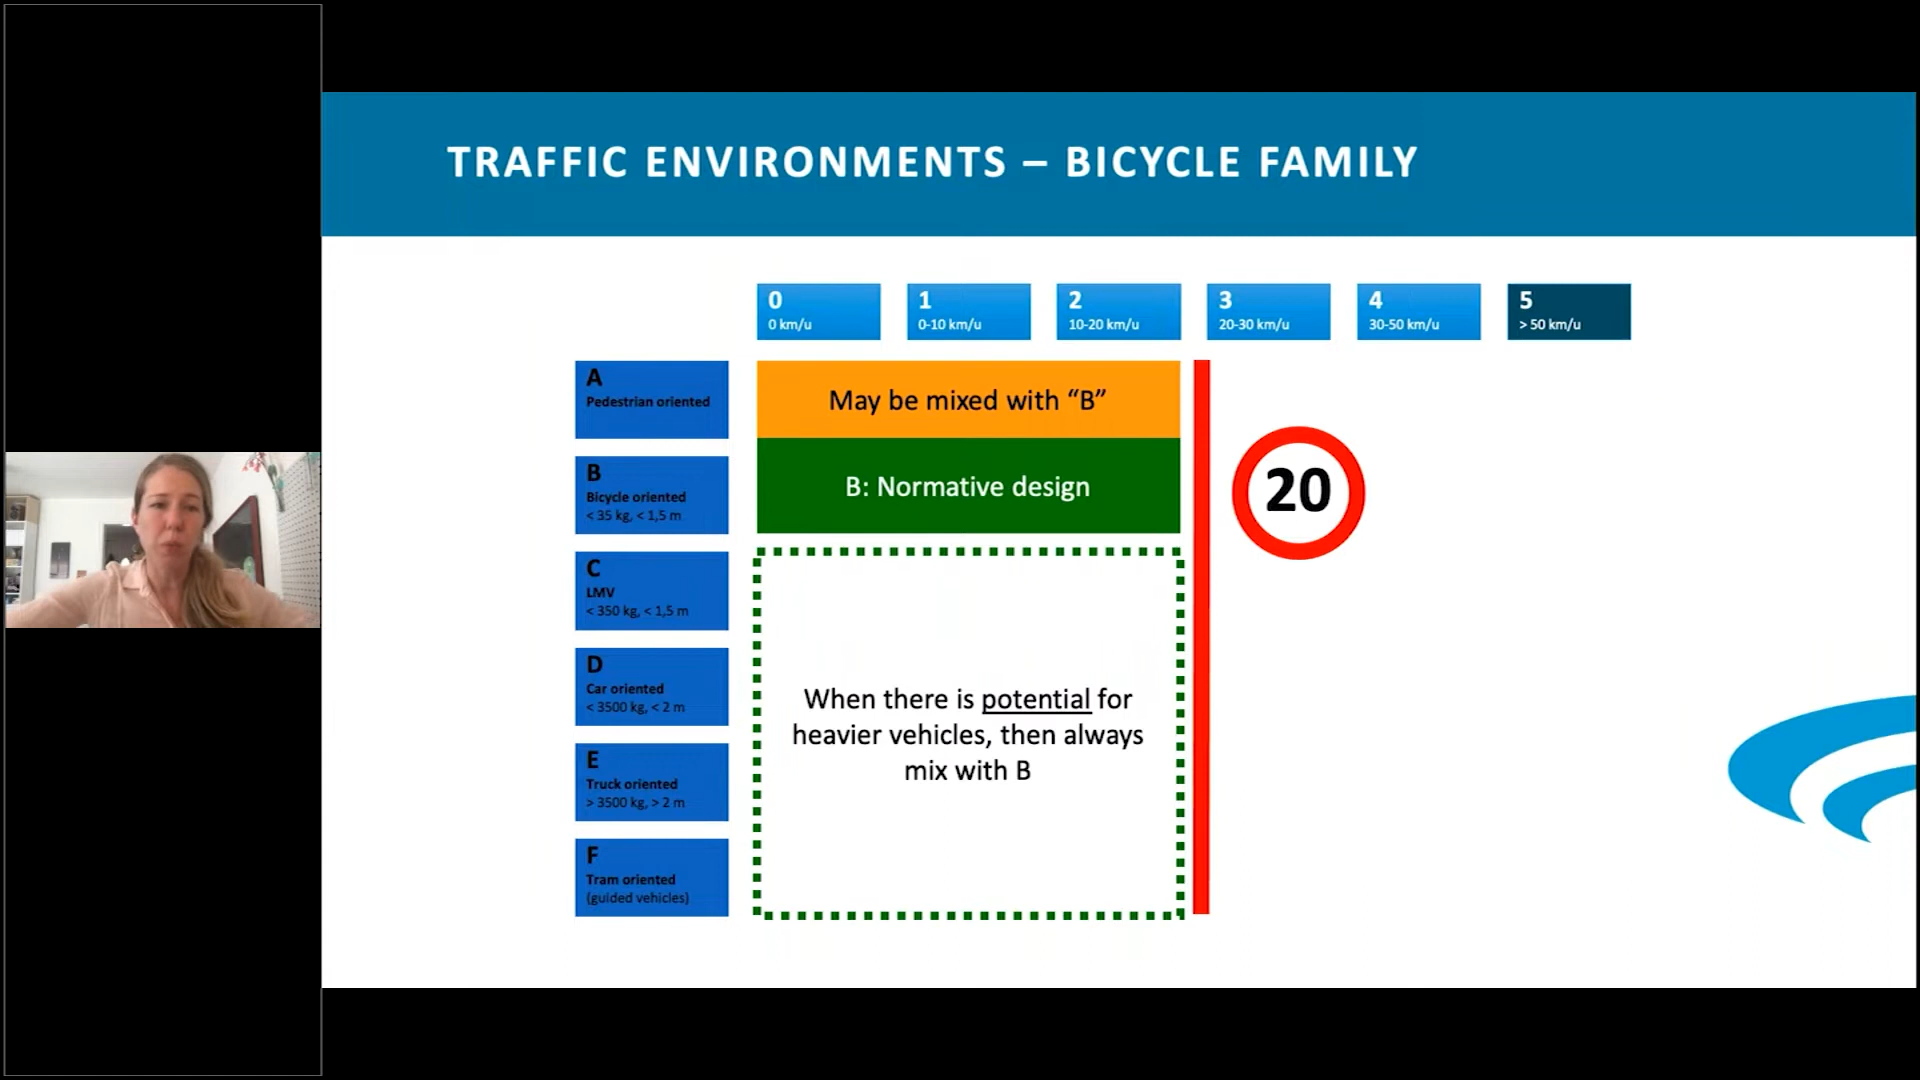 TRAFFIC ENVIRONMENTS – BICYCLE FAMILY
0
0 km/u
1
0-10 km/u
2
10-20 km/u
3
20-30 km/u
4
30-50 km/u
5
> 50 km/u
A
Pedestrian oriented
May be mixed with “B”
B
Bicycle oriented
< 35 kg, < 1,5 m
B: Normative design
20
C
LMV
< 350 kg, < 1,5 m
D
Car oriented
< 3500 kg, < 2 m
When there is potential for
heavier vehicles, then always
mix with B
E
Truck oriented
> 3500 kg, > 2 m
F
Tram oriented
(guided vehicles)